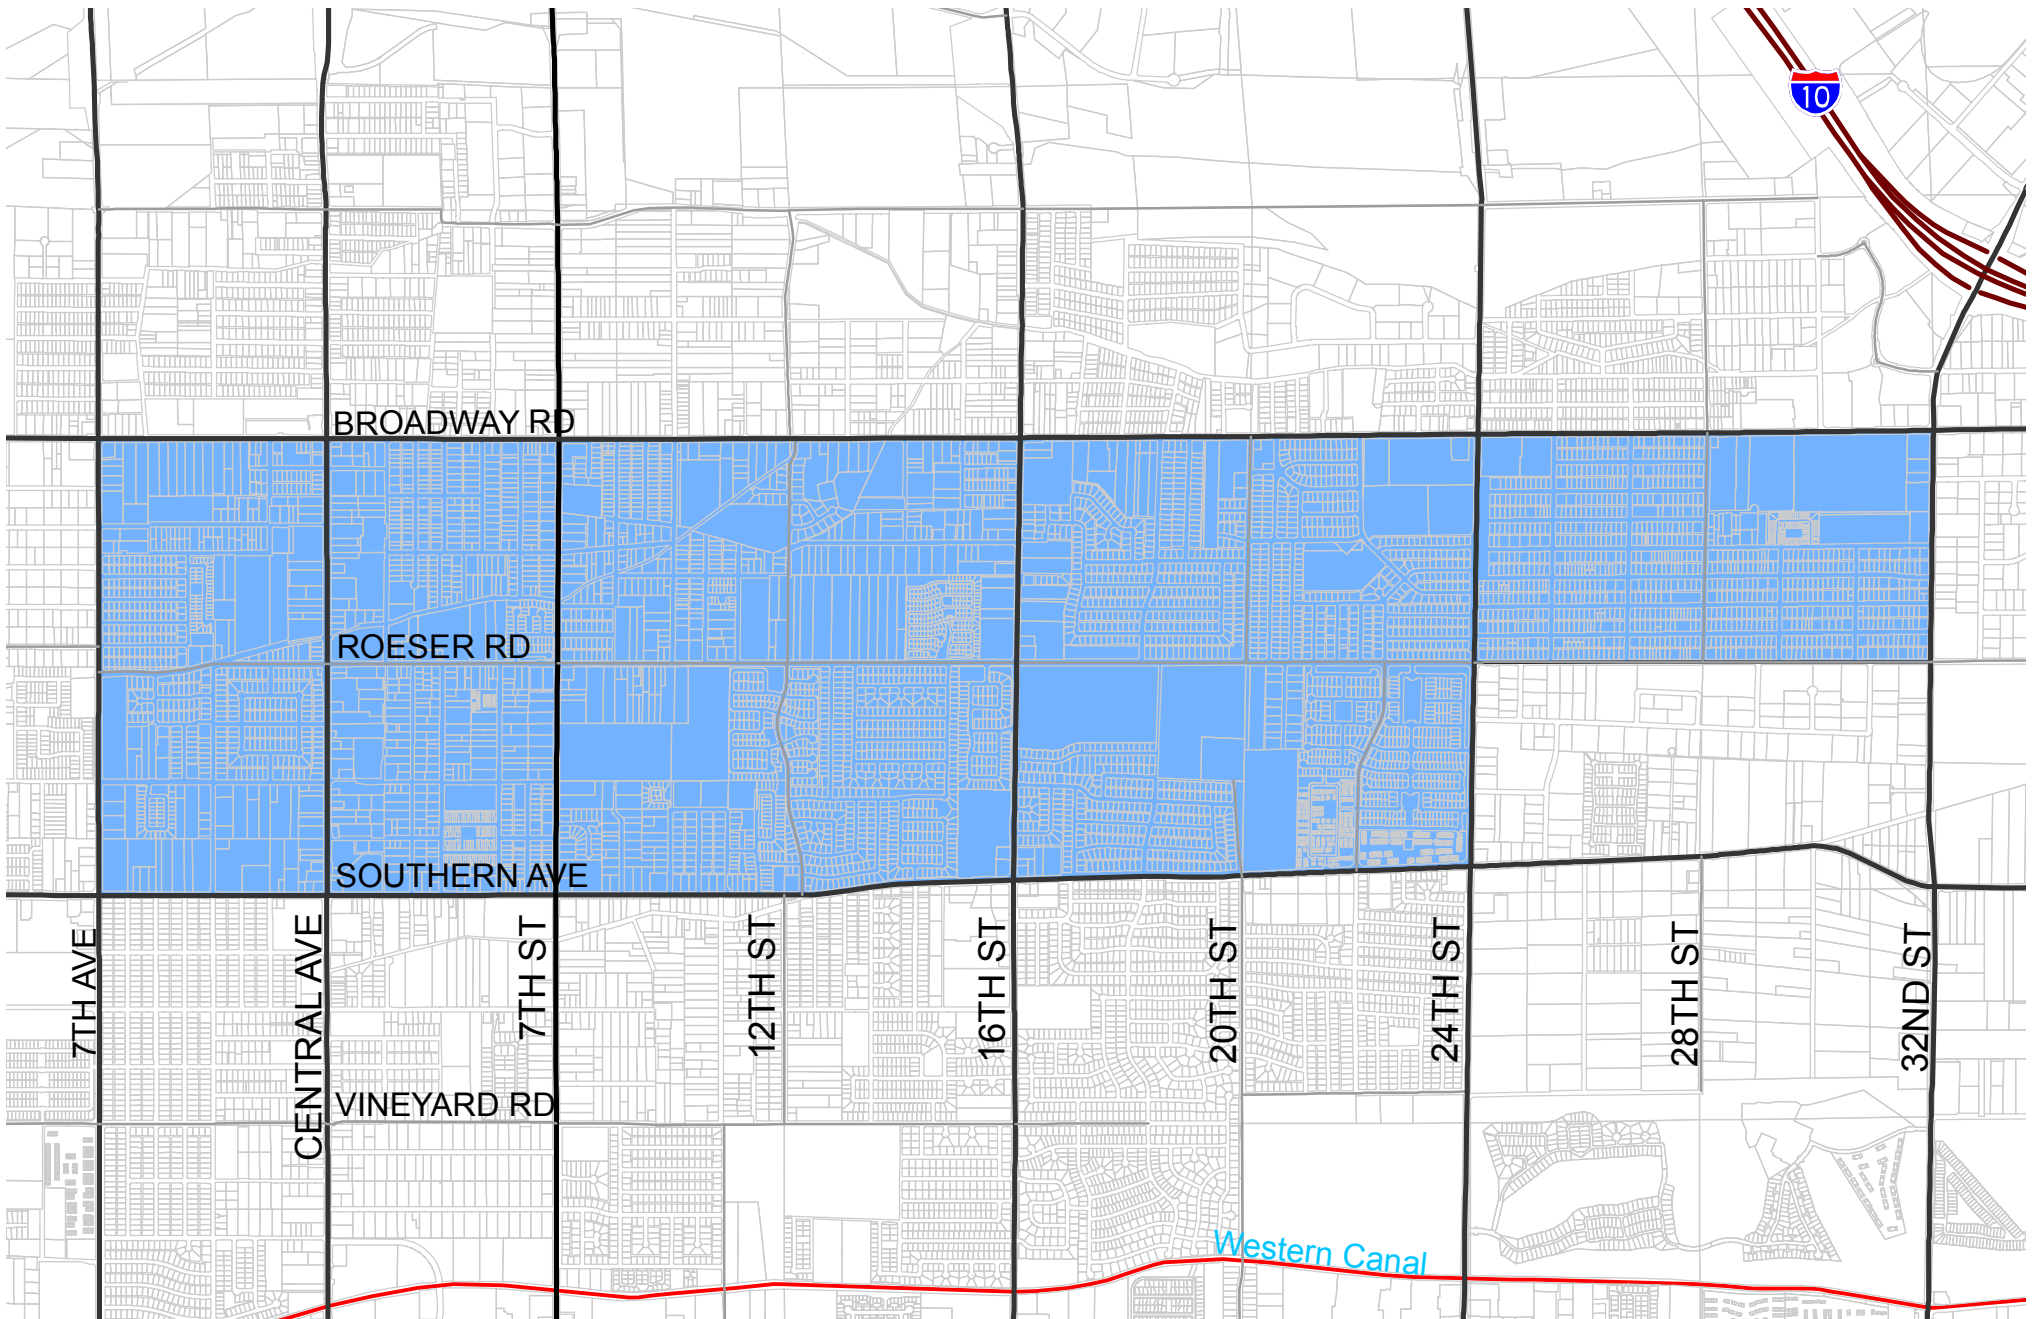 10
BROADWAY RD
ROESER RD
SOUTHERN AVE
7TH AVE
CENTRAL AVE
7TH ST
12TH ST
16TH ST
20TH ST
24TH ST
28TH ST
32ND ST
VINEYARD RD
Western Canal